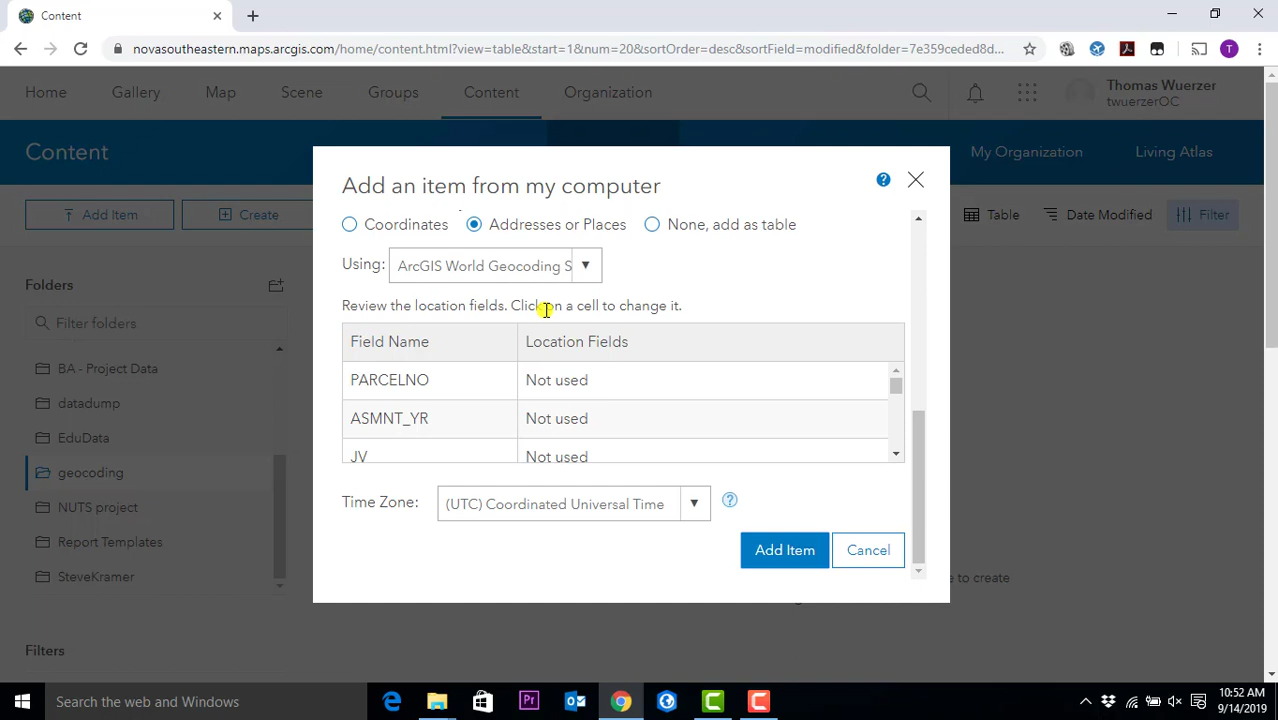 Content
novasoutheastern.maps.arcgis.com/home/content.html?view=table&start=1&num=20&sortOrder=desc&sortField=modified&folder=7e359ceded8d...
T
Home Gallery Map Scene Groups Content Organization
Thomas Wuerzer
twuerzerOC
Content
My Organization Living Atlas
Add Item
Create
Table
Date Modified
Filter
Folders
Filter folders
BA - Project Data
datadump
EduData
geocoding
NUTS project
Report Templates
SteveKramer
Filters
Add an item from my computer
Coordinates Addresses or Places None, add as table
Using: ArcGIS World Geocoding S
Review the location fields. Click on a cell to change it.
Field Name Location Fields
PARCELNO Not used
ASMNT_YR Not used
JV Not used
Time Zone: (UTC) Coordinated Universal Time
Add Item Cancel
e to create
Search the web and Windows
10:52 AM
9/14/2019